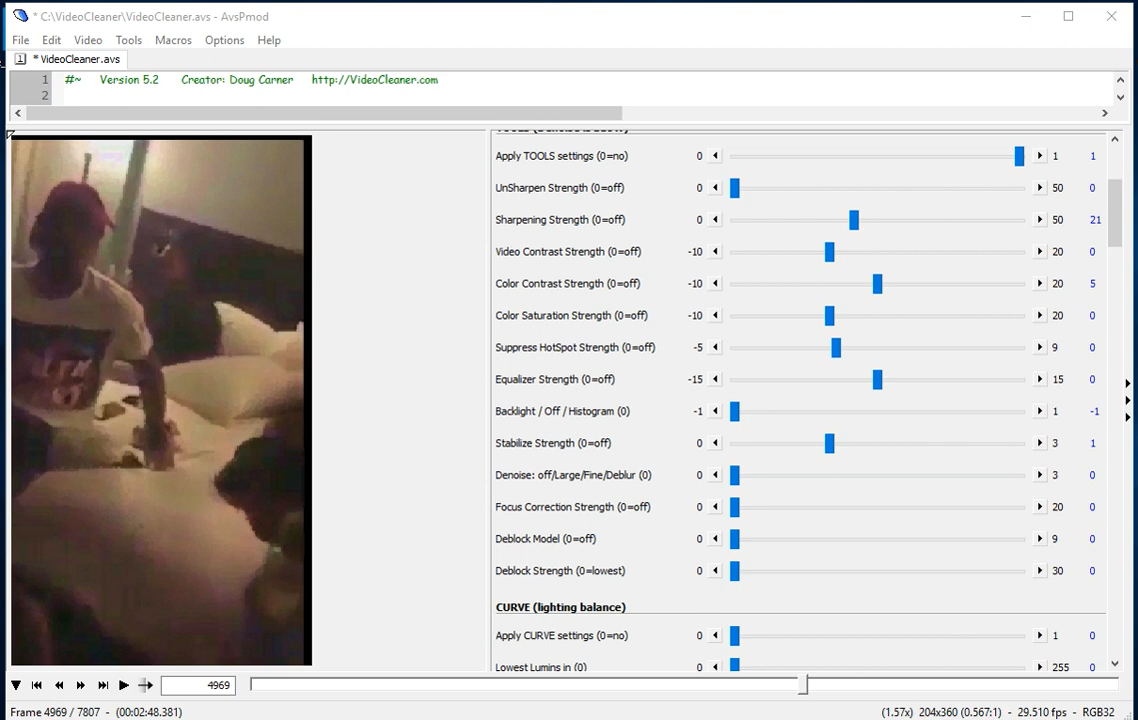 * C:\VideoCleaner\VideoCleaner.avs - AvsPmod
File Edit Video Tools Macros Options Help
1 * VideoCleaner.avs
1 #~ Version 5.2 Creator: Doug Carner http://VideoCleaner.com
2
Apply TOOLS settings (0=no) 0 1 1
UnSharpen Strength (0=off) 0 50 0
Sharpening Strength (0=off) 0 50 21
Video Contrast Strength (0=off) -10 20 0
Color Contrast Strength (0=off) -10 20 5
Color Saturation Strength (0=off) -10 20 0
Suppress HotSpot Strength (0=off) -5 9 0
Equalizer Strength (0=off) -15 15 0
Backlight / Off / Histogram (0) -1 1 -1
Stabilize Strength (0=off) 0 3 1
Denoise: off/Large/Fine/Deblur (0) 0 3 0
Focus Correction Strength (0=off) 0 20 0
Deblock Model (0=off) 0 9 0
Deblock Strength (0=lowest) 0 30 0
CURVE (lighting balance)
Apply CURVE settings (0=no) 0 1 0
Lowest Lumins in (0) 0 255 0
4969
Frame 4969 / 7807 - (00:02:48.381) (1.57x) 204x360 (0.567:1) - 29.510 fps - RGB32